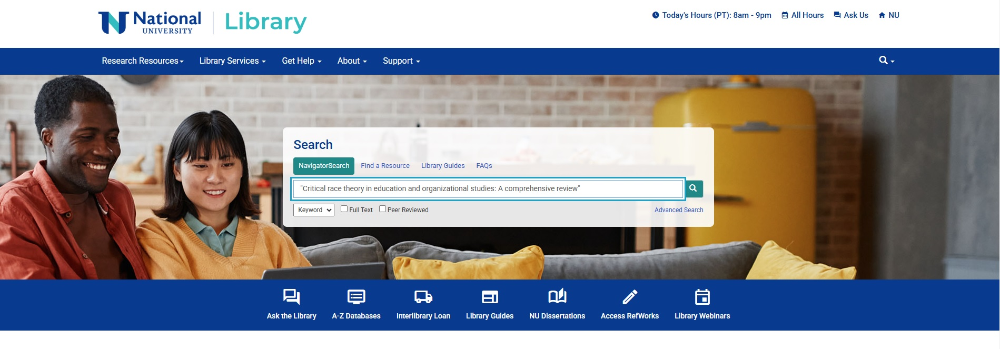 National
UNIVERSITY
Library
Today's Hours (PT): 8am - 9pm
All Hours
Ask Us
NU
Research Resources
Library Services
Get Help
About
Support
Search
NavigatorSearch
Find a Resource
Library Guides
FAQs
"Critical race theory in education and organizational studies: A comprehensive review"
Keyword
Full Text
Peer Reviewed
Advanced Search
Ask the Library
A-Z Databases
Interlibrary Loan
Library Guides
NU Dissertations
Access RefWorks
Library Webinars